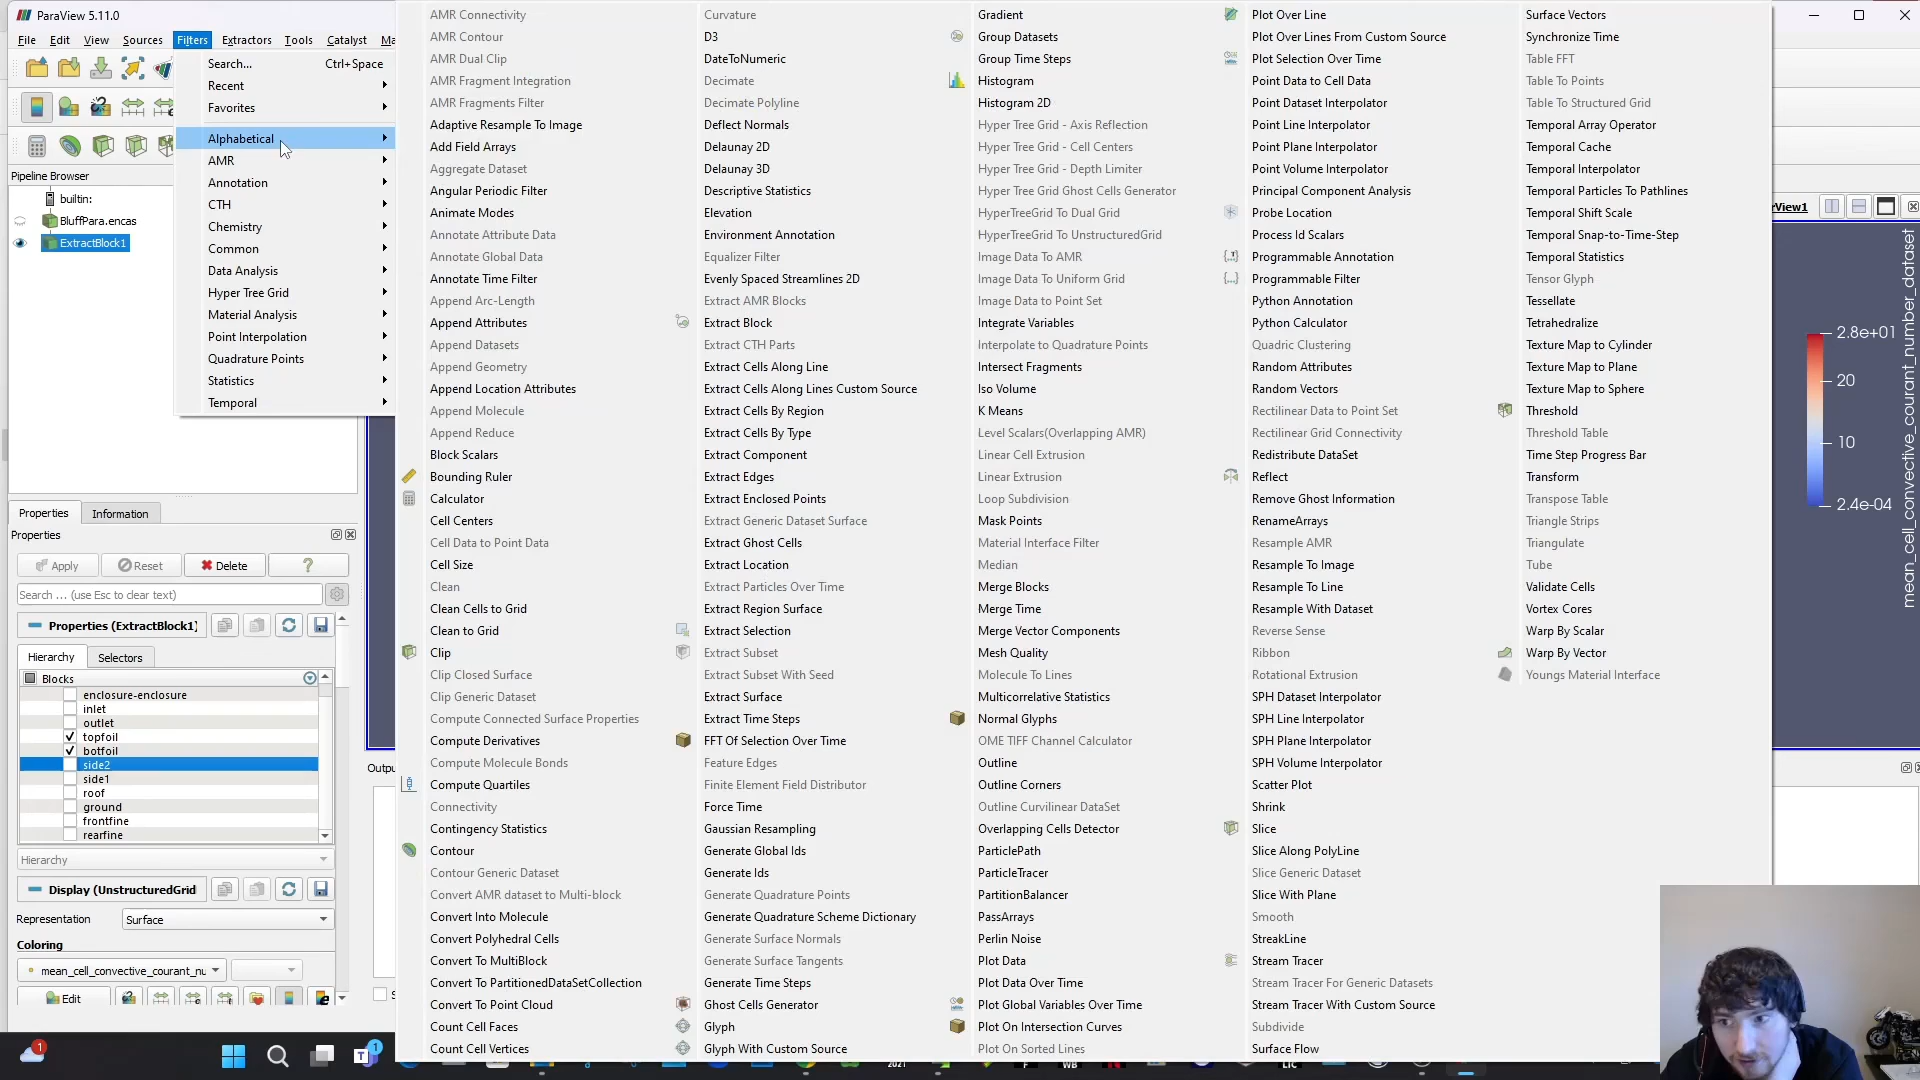 ParaView 5.11.0
File Edit View Sources Filters Extractors Tools Catalyst
Search... Ctrl+Space
Recent
Favorites
Alphabetical
AMR
Annotation
CTH
Chemistry
Common
Data Analysis
Hyper Tree Grid
Material Analysis
Point Interpolation
Quadrature Points
Statistics
Temporal
Pipeline Browser
builtin:
BluffPara.encas
ExtractBlock1
Properties Information
Properties
Apply Reset Delete ?
Search ... (use Esc to clear text)
Properties (ExtractBlock1)
Hierarchy Selectors
Blocks
enclosure-enclosure
inlet
outlet
topfoil
botfoil
side2
side1
roof
ground
frontfine
rearfine
Hierarchy
Display (UnstructuredGrid
Representation Surface
Coloring
mean_cell_convective_courant_nu
Edit
AMR Connectivity
AMR Contour
AMR Dual Clip
AMR Fragment Integration
AMR Fragments Filter
Adaptive Resample To Image
Add Field Arrays
Aggregate Dataset
Angular Periodic Filter
Animate Modes
Annotate Attribute Data
Annotate Global Data
Annotate Time Filter
Append Arc-Length
Append Attributes
Append Datasets
Append Geometry
Append Location Attributes
Append Molecule
Append Reduce
Block Scalars
Bounding Ruler
Calculator
Cell Centers
Cell Data to Point Data
Cell Size
Clean
Clean Cells to Grid
Clean to Grid
Clip
Clip Closed Surface
Clip Generic Dataset
Compute Connected Surface Properties
Compute Derivatives
Compute Molecule Bonds
Compute Quartiles
Connectivity
Contingency Statistics
Contour
Contour Generic Dataset
Convert AMR dataset to Multi-block
Convert Into Molecule
Convert Polyhedral Cells
Convert To MultiBlock
Convert To PartitionedDataSetCollection
Convert To Point Cloud
Count Cell Faces
Count Cell Vertices
Curvature
D3
DateToNumeric
Decimate
Decimate Polyline
Deflect Normals
Delaunay 2D
Delaunay 3D
Descriptive Statistics
Elevation
Environment Annotation
Equalizer Filter
Evenly Spaced Streamlines 2D
Extract AMR Blocks
Extract Block
Extract CTH Parts
Extract Cells Along Line
Extract Cells Along Lines Custom Source
Extract Cells By Region
Extract Cells By Type
Extract Component
Extract Edges
Extract Enclosed Points
Extract Generic Dataset Surface
Extract Ghost Cells
Extract Location
Extract Particles Over Time
Extract Region Surface
Extract Selection
Extract Subset
Extract Subset With Seed
Extract Surface
Extract Time Steps
FFT Of Selection Over Time
Feature Edges
Finite Element Field Distributor
Force Time
Gaussian Resampling
Generate Global Ids
Generate Ids
Generate Quadrature Points
Generate Quadrature Scheme Dictionary
Generate Surface Normals
Generate Surface Tangents
Generate Time Steps
Ghost Cells Generator
Glyph
Glyph With Custom Source
Gradient
Group Datasets
Group Time Steps
Histogram
Histogram 2D
Hyper Tree Grid - Axis Reflection
Hyper Tree Grid - Cell Centers
Hyper Tree Grid - Depth Limiter
Hyper Tree Grid Ghost Cells Generator
HyperTreeGrid To Dual Grid
HyperTreeGrid To UnstructuredGrid
Image Data To AMR
Image Data To Uniform Grid
Image Data to Point Set
Integrate Variables
Interpolate to Quadrature Points
Intersect Fragments
Iso Volume
K Means
Level Scalars(Overlapping AMR)
Linear Cell Extrusion
Linear Extrusion
Loop Subdivision
Mask Points
Material Interface Filter
Median
Merge Blocks
Merge Time
Merge Vector Components
Mesh Quality
Molecule To Lines
Multicorrelative Statistics
Normal Glyphs
OME TIFF Channel Calculator
Outline
Outline Corners
Outline Curvilinear DataSet
Overlapping Cells Detector
ParticlePath
ParticleTracer
PartitionBalancer
PassArrays
Perlin Noise
Plot Data
Plot Data Over Time
Plot Global Variables Over Time
Plot On Intersection Curves
Plot On Sorted Lines
Plot Over Line
Plot Over Lines From Custom Source
Plot Selection Over Time
Point Data to Cell Data
Point Dataset Interpolator
Point Line Interpolator
Point Plane Interpolator
Point Volume Interpolator
Principal Component Analysis
Probe Location
Process Id Scalars
Programmable Annotation
Programmable Filter
Python Annotation
Python Calculator
Quadric Clustering
Random Attributes
Random Vectors
Rectilinear Data to Point Set
Rectilinear Grid Connectivity
Redistribute DataSet
Reflect
Remove Ghost Information
RenameArrays
Resample AMR
Resample To Image
Resample To Line
Resample With Dataset
Reverse Sense
Ribbon
Rotational Extrusion
SPH Dataset Interpolator
SPH Line Interpolator
SPH Plane Interpolator
SPH Volume Interpolator
Scatter Plot
Shrink
Slice
Slice Along PolyLine
Slice Generic Dataset
Slice With Plane
Smooth
StreakLine
Stream Tracer
Stream Tracer For Generic Datasets
Stream Tracer With Custom Source
Subdivide
Surface Flow
Surface Vectors
Synchronize Time
Table FFT
Table To Points
Table To Structured Grid
Temporal Array Operator
Temporal Cache
Temporal Interpolator
Temporal Particles To Pathlines
Temporal Shift Scale
Temporal Snap-to-Time-Step
Temporal Statistics
Tensor Glyph
Tessellate
Tetrahedralize
Texture Map to Cylinder
Texture Map to Plane
Texture Map to Sphere
Threshold
Threshold Table
Time Step Progress Bar
Transform
Transpose Table
Triangle Strips
Triangulate
Tube
Validate Cells
Vortex Cores
Warp By Scalar
Warp By Vector
Youngs Material Interface
2.8e+01
20
10
2.4e-04
mean_cell_convective_courant_number_dataset